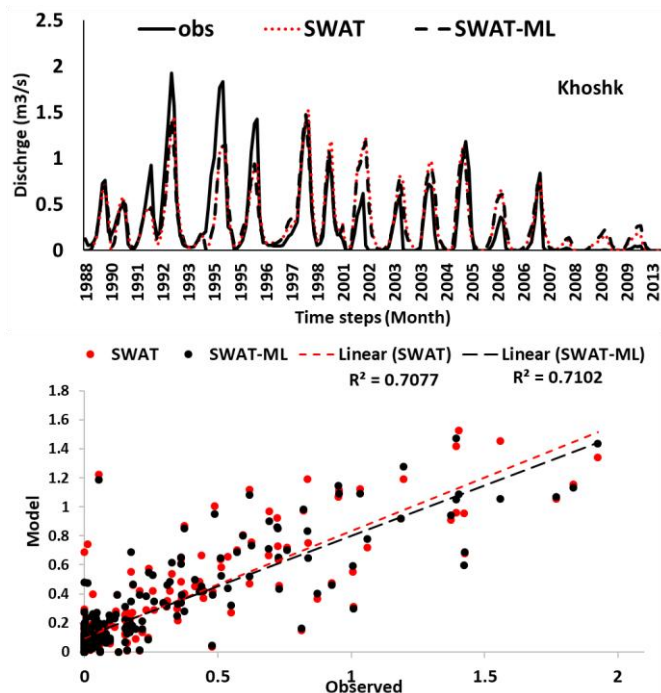 obs SWAT SWAT-ML
Khoshk
Dischrge (m3/s)
2.5
2
1.5
1
0.5
0
1988 1990 1991 1992 1993 1995 1995 1996 1997 1998 2001 2002 2003 2003 2004 2005 2006 2007 2008 2009 2009 2013
Time steps (Month)
SWAT SWAT-ML Linear (SWAT) Linear (SWAT-ML)
R² = 0.7077 R² = 0.7102
Model
1.8
1.6
1.4
1.2
1
0.8
0.6
0.4
0.2
0
0 0.5 1 1.5 2
Observed